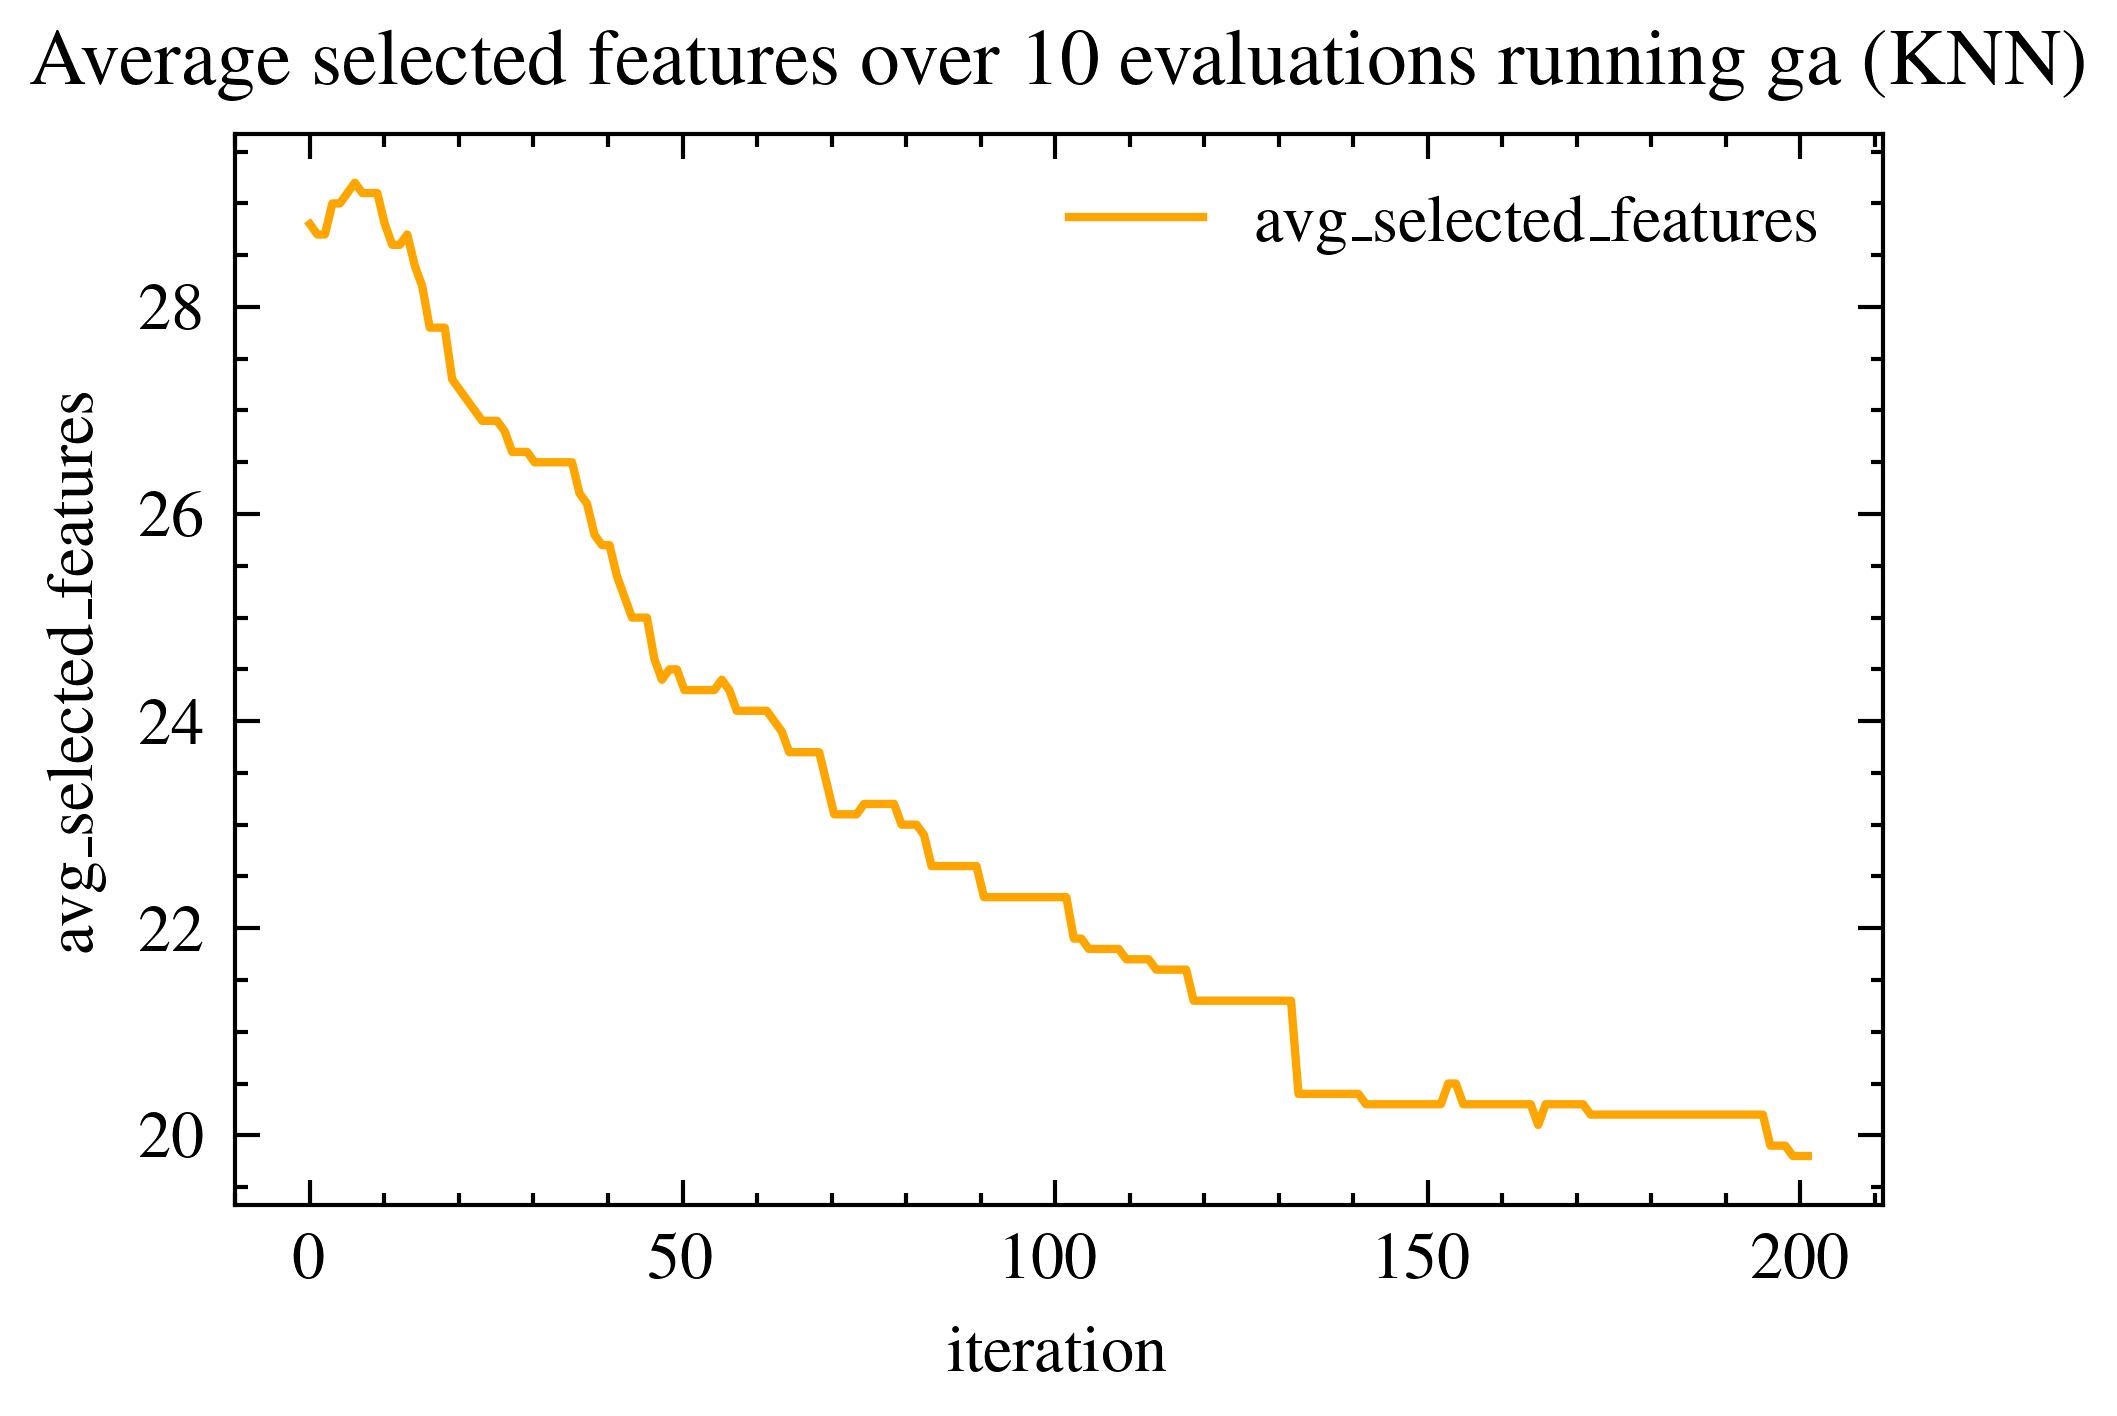 Average selected features over 10 evaluations running ga (KNN)
avg_selected_features
avg_selected_features
28
26
24
22
20
0 50 100 150 200
iteration